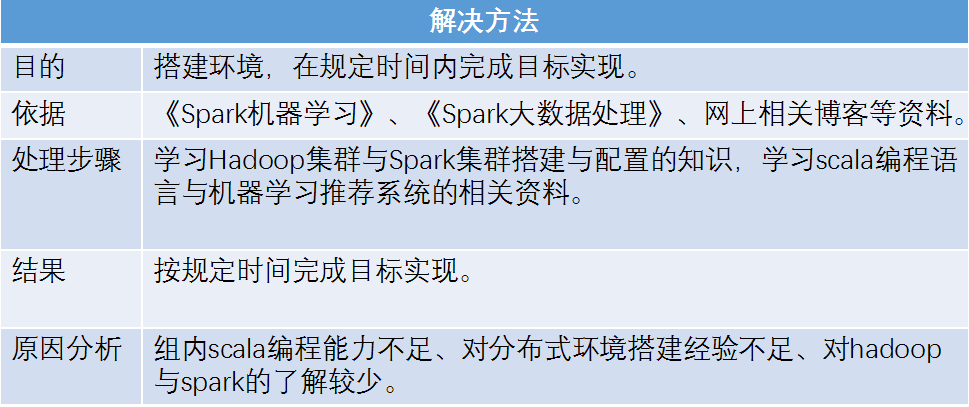 解决方法
目的
搭建环境，在规定时间内完成目标实现。
依据
《Spark机器学习》、《Spark大数据处理》、网上相关博客等资料。
处理步骤
学习Hadoop集群与Spark集群搭建与配置的知识，学习scala编程语
言与机器学习推荐系统的相关资料。
结果
按规定时间完成目标实现。
原因分析
组内scala编程能力不足、对分布式环境搭建经验不足、对hadoop
与spark的了解较少。